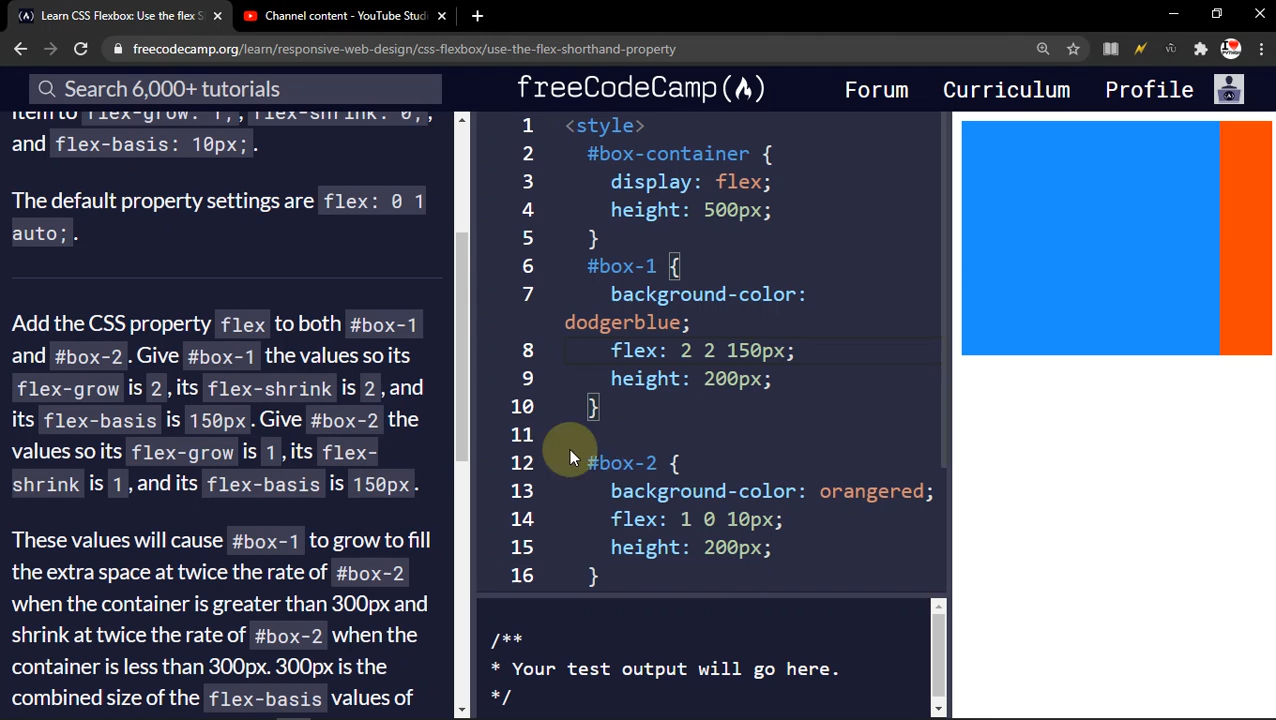 Learn CSS Flexbox: Use the flex S
Channel content - YouTube Studi
freecodecamp.org/learn/responsive-web-design/css-flexbox/use-the-flex-shorthand-property
Search 6,000+ tutorials
freeCodeCamp
Forum
Curriculum
Profile
item to flex-grow: 1;, flex-shrink: 0;,
and flex-basis: 10px;.
The default property settings are flex: 0 1
auto;.
Add the CSS property flex to both #box-1
and #box-2. Give #box-1 the values so its
flex-grow is 2, its flex-shrink is 2, and
its flex-basis is 150px. Give #box-2 the
values so its flex-grow is 1, its flex-
shrink is 1, and its flex-basis is 150px.
These values will cause #box-1 to grow to fill
the extra space at twice the rate of #box-2
when the container is greater than 300px and
shrink at twice the rate of #box-2 when the
container is less than 300px. 300px is the
combined size of the flex-basis values of
1 <style>
2 #box-container {
3 display: flex;
4 height: 500px;
5 }
6 #box-1 {
7 background-color:
dodgerblue;
8 flex: 2 2 150px;
9 height: 200px;
10 }
11
12 #box-2 {
13 background-color: orangered;
14 flex: 1 0 10px;
15 height: 200px;
16 }
/**
* Your test output will go here.
*/